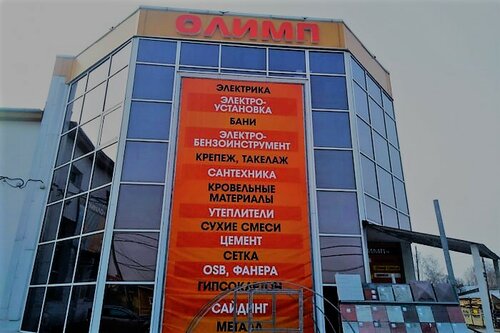 ОЛИМП
ЭЛЕКТРИКА
ЭЛЕКТРО-
УСТАНОВКА
БАНИ
ЭЛЕКТРО-
БЕНЗОИНСТРУМЕНТ
КРЕПЕЖ, ТАКЕЛАЖ
САНТЕХНИКА
КРОВЕЛЬНЫЕ
МАТЕРИАЛЫ
УТЕПЛИТЕЛИ
СУХИЕ СМЕСИ
ЦЕМЕНТ
СЕТКА
OSB, ФАНЕРА
ГИПСОКАРТОН
САЙДИНГ
МЕТАЛЛ